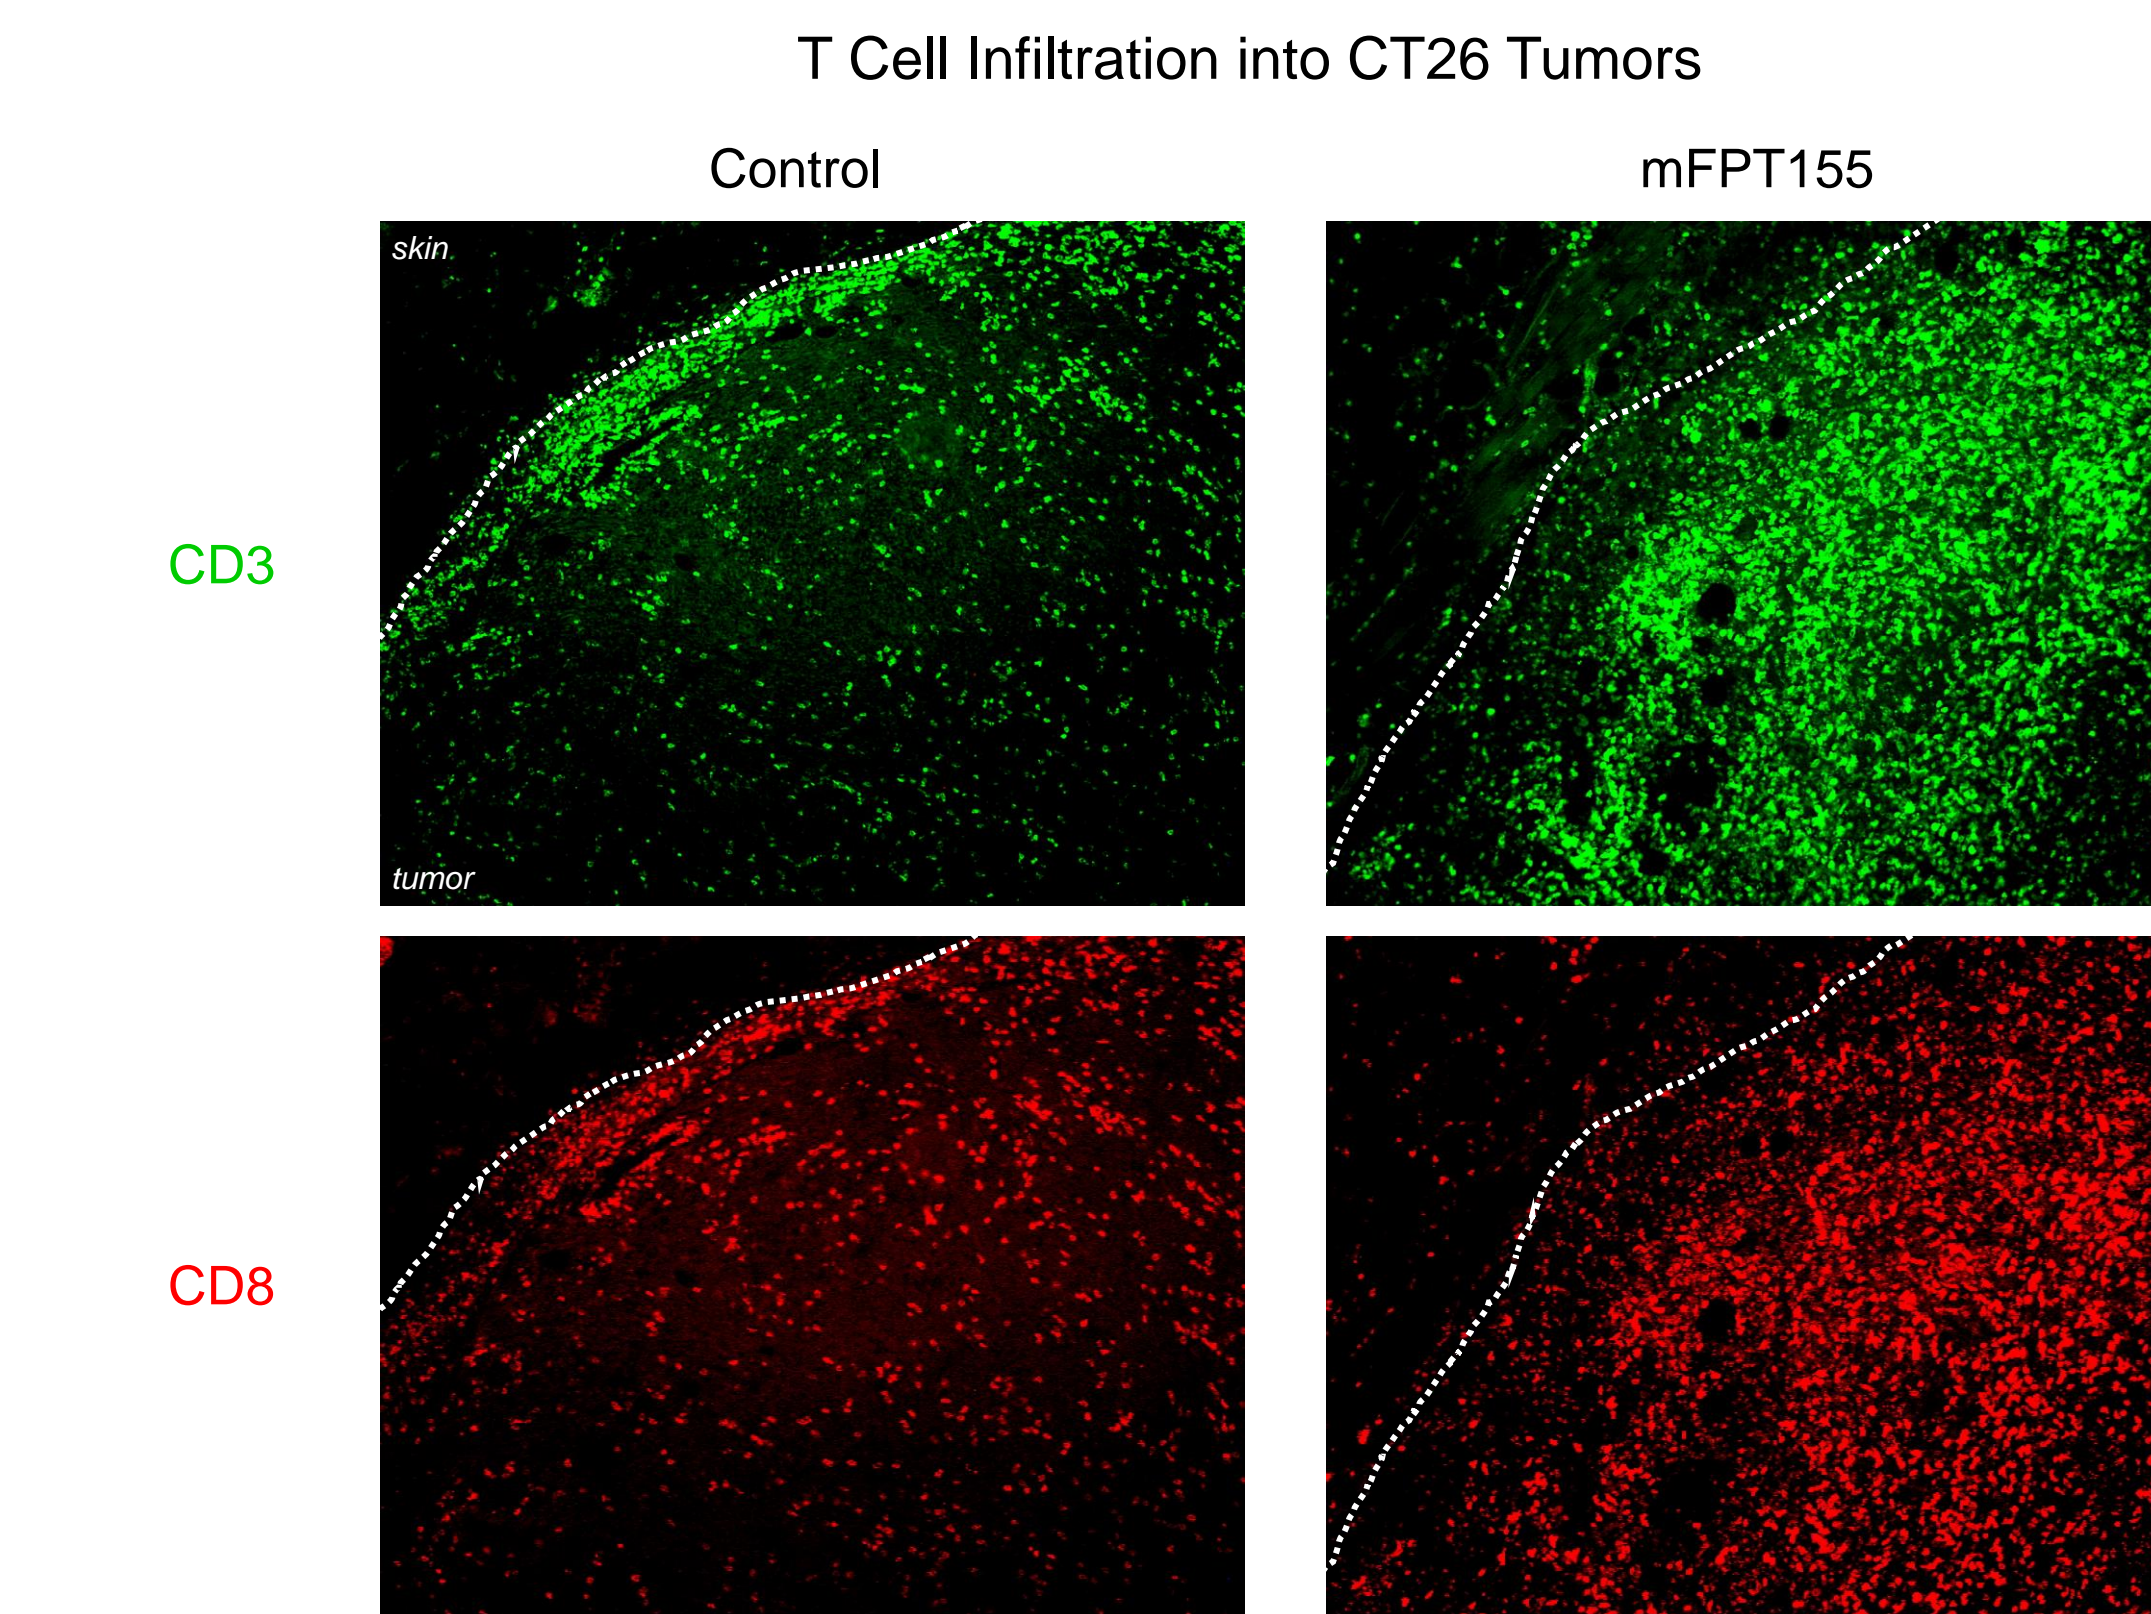 T Cell Infiltration into CT26 Tumors
Control
mFPT155
skin
CD3
tumor
CD8